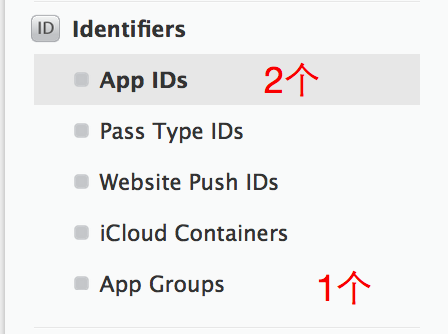 ID Identifiers
App IDs 2个
Pass Type IDs
Website Push IDs
iCloud Containers
App Groups 1个